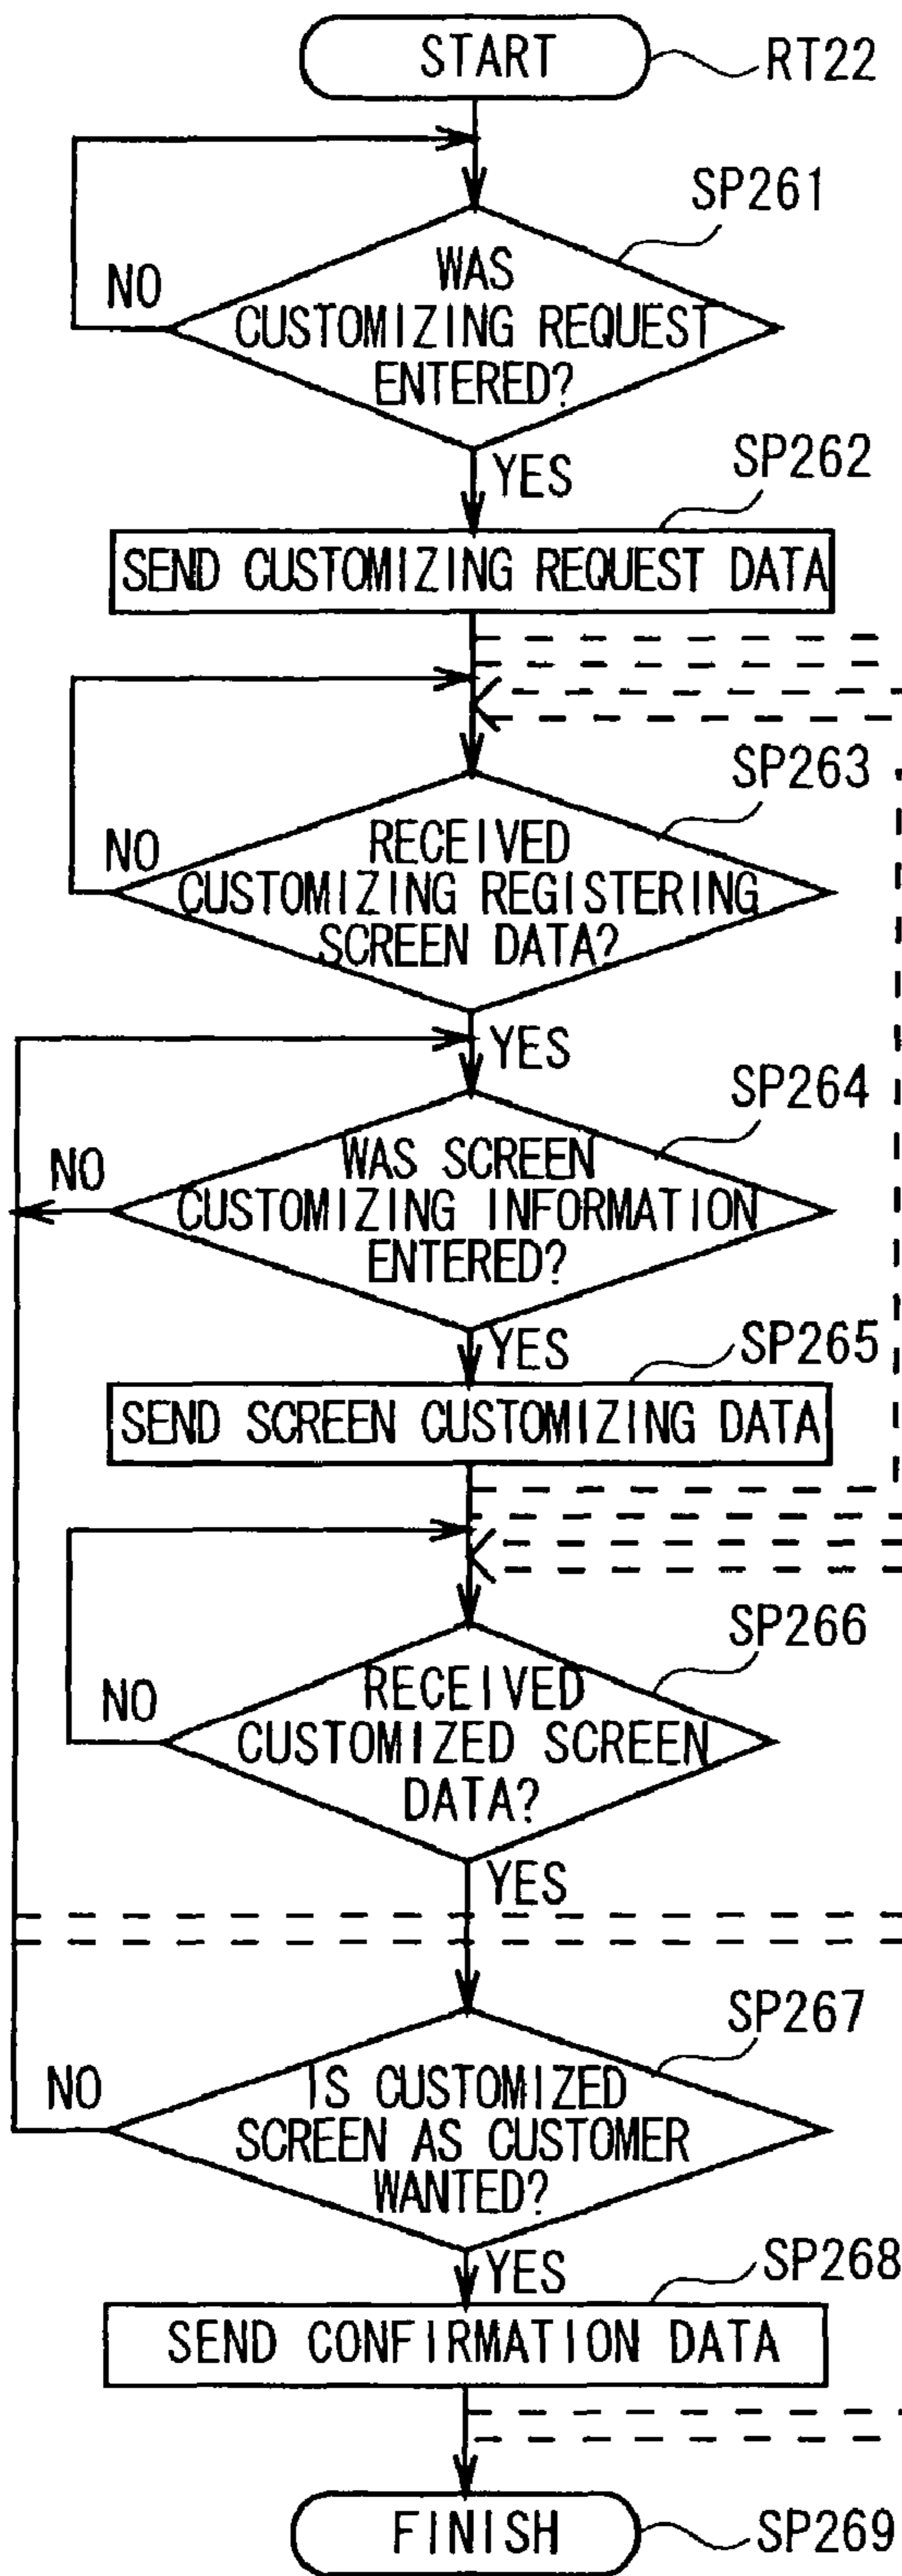 START
RT22
SP261
NO
WAS
CUSTOMIZING REQUEST
ENTERED?
YES
SP262
SEND CUSTOMIZING REQUEST DATA
SP263
NO
RECEIVED
CUSTOMIZING REGISTERING
SCREEN DATA?
YES
SP264
NO
WAS SCREEN
CUSTOMIZING INFORMATION
ENTERED?
YES
SP265
SEND SCREEN CUSTOMIZING DATA
SP266
NO
RECEIVED
CUSTOMIZED SCREEN
DATA?
YES
SP267
NO
IS CUSTOMIZED
SCREEN AS CUSTOMER
WANTED?
YES
SP268
SEND CONFIRMATION DATA
FINISH
SP269